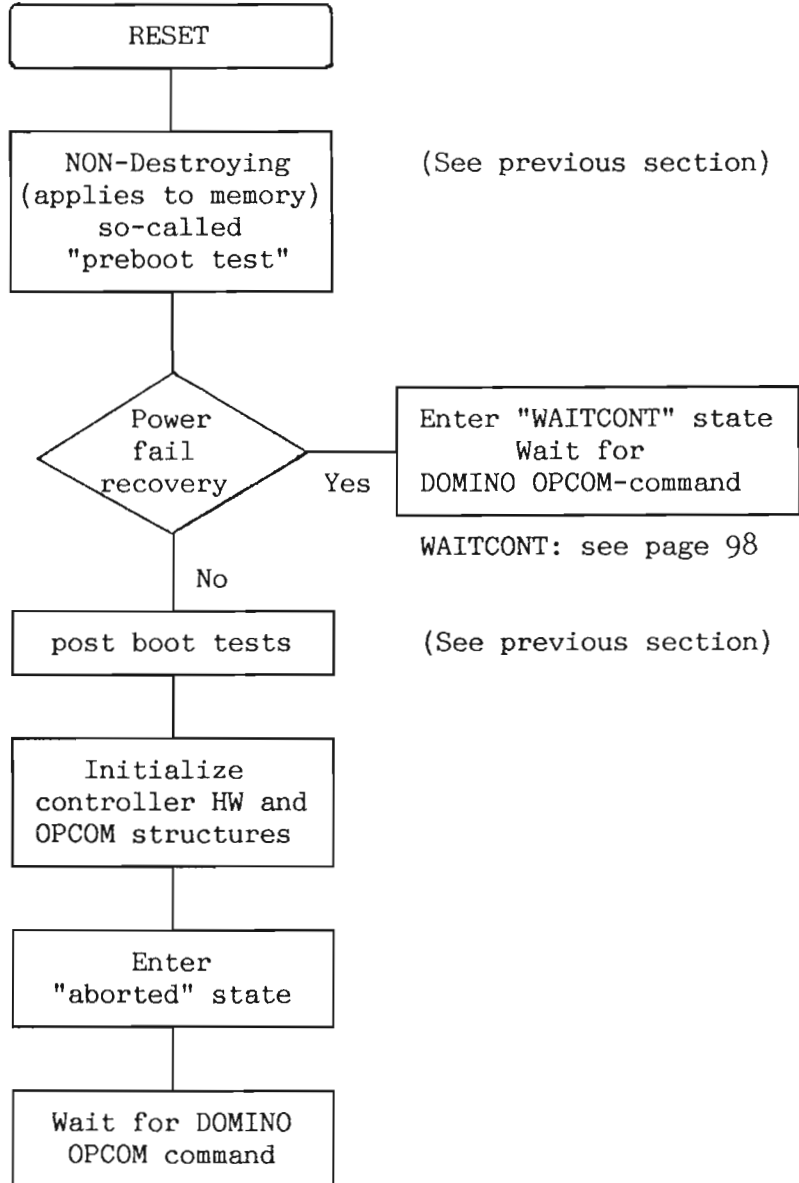 RESET
NON-Destroying
(applies to memory)
so-called
"preboot test"
(See previous section)
Power
fail
recovery
Yes
Enter "WAITCONT" state
Wait for
DOMINO OPCOM-command
WAITCONT: see page 98
No
post boot tests
(See previous section)
Initialize
controller HW and
OPCOM structures
Enter
"aborted" state
Wait for DOMINO
OPCOM command